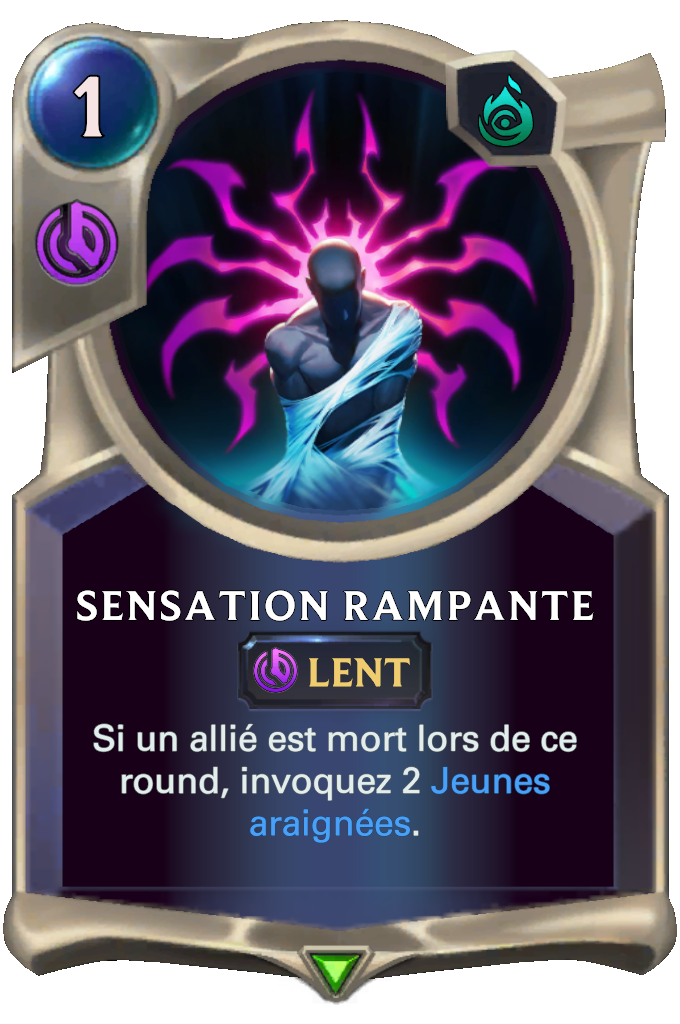 1
SENSATION RAMPANTE
LENT
Si un allié est mort lors de ce
round, invoquez 2 Jeunes
araignées.